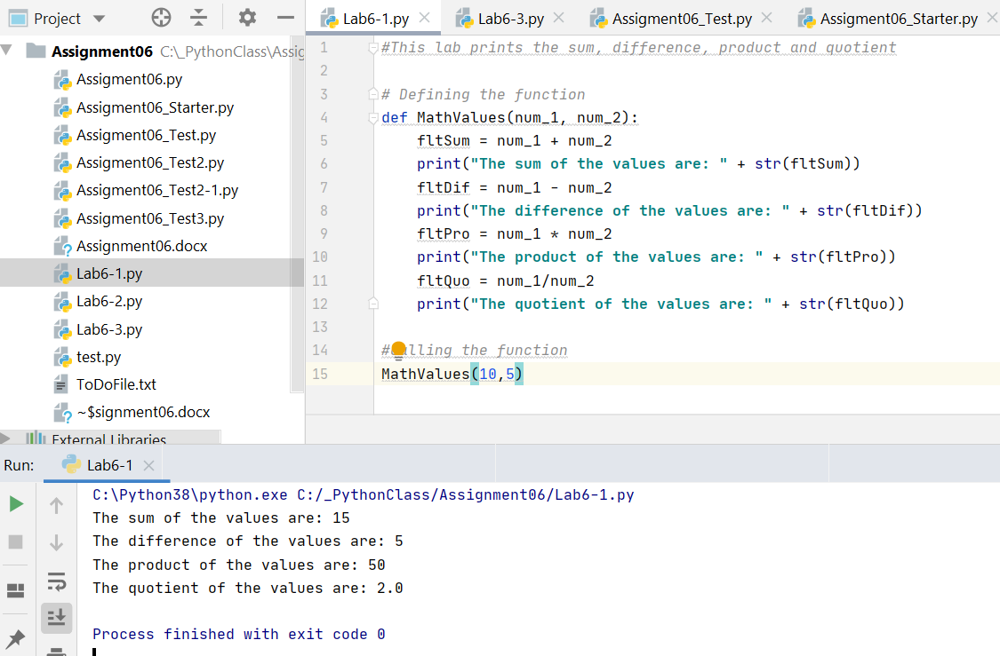 Project
Assignment06 C:\_PythonClass\Assig
Assigment06.py
Assigment06_Starter.py
Assigment06_Test.py
Assigment06_Test2.py
Assigment06_Test2-1.py
Assigment06_Test3.py
Assignment06.docx
Lab6-1.py
Lab6-2.py
Lab6-3.py
test.py
ToDoFile.txt
~$signment06.docx
External Libraries
Lab6-1.py Lab6-3.py Assigment06_Test.py Assigment06_Starter.py
1 #This lab prints the sum, difference, product and quotient
2
3 # Defining the function
4 def MathValues(num_1, num_2):
5 fltSum = num_1 + num_2
6 print("The sum of the values are: " + str(fltSum))
7 fltDif = num_1 - num_2
8 print("The difference of the values are: " + str(fltDif))
9 fltPro = num_1 * num_2
10 print("The product of the values are: " + str(fltPro))
11 fltQuo = num_1/num_2
12 print("The quotient of the values are: " + str(fltQuo))
13
14 #Calling the function
15 MathValues(10,5)
Run: Lab6-1
C:\Python38\python.exe C:/_PythonClass/Assignment06/Lab6-1.py
The sum of the values are: 15
The difference of the values are: 5
The product of the values are: 50
The quotient of the values are: 2.0
Process finished with exit code 0